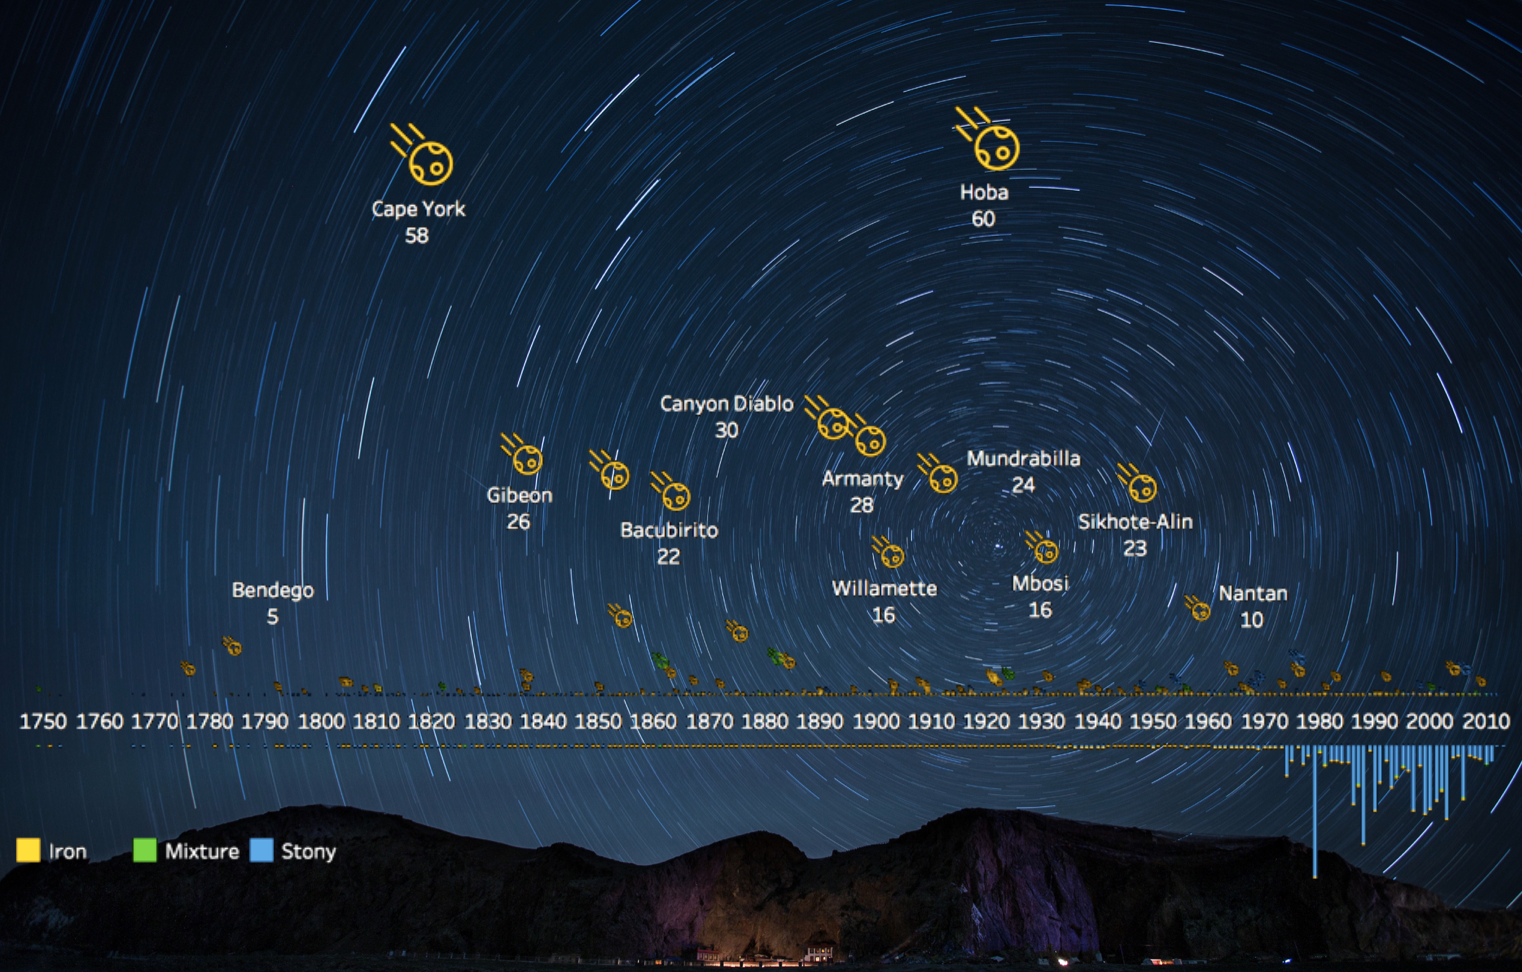 Cape York
58
Hoba
60
Canyon Diablo
30
Armanty
28
Mundrabilla
24
Gibeon
26
Bacubirito
22
Sikhote-Alin
23
Willamette
16
Mbosi
16
Nantan
10
Bendego
5
1750 1760 1770 1780 1790 1800 1810 1820 1830 1840 1850 1860 1870 1880 1890 1900 1910 1920 1930 1940 1950 1960 1970 1980 1990 2000 2010
Iron Mixture Stony